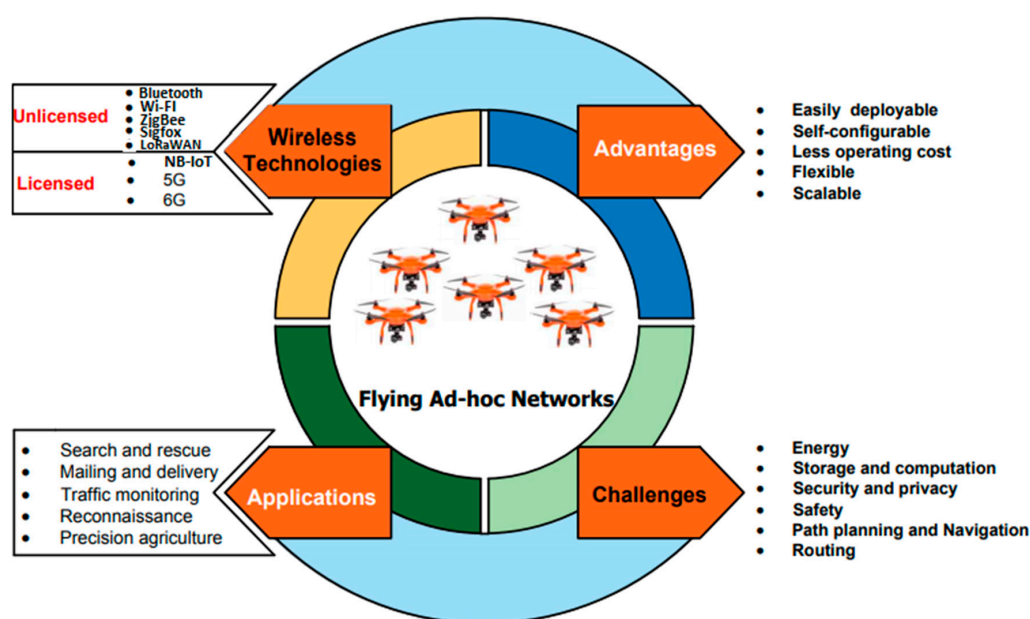 Unlicensed
• Bluetooth
• Wi-FI
• ZigBee
• Sigfox
• LoRaWAN
Licensed
• NB-IoT
• 5G
• 6G
Wireless
Technologies
Advantages
• Easily deployable
• Self-configurable
• Less operating cost
• Flexible
• Scalable
Flying Ad-hoc Networks
• Search and rescue
• Mailing and delivery
• Traffic monitoring
• Reconnaissance
• Precision agriculture
Applications
Challenges
• Energy
• Storage and computation
• Security and privacy
• Safety
• Path planning and Navigation
• Routing